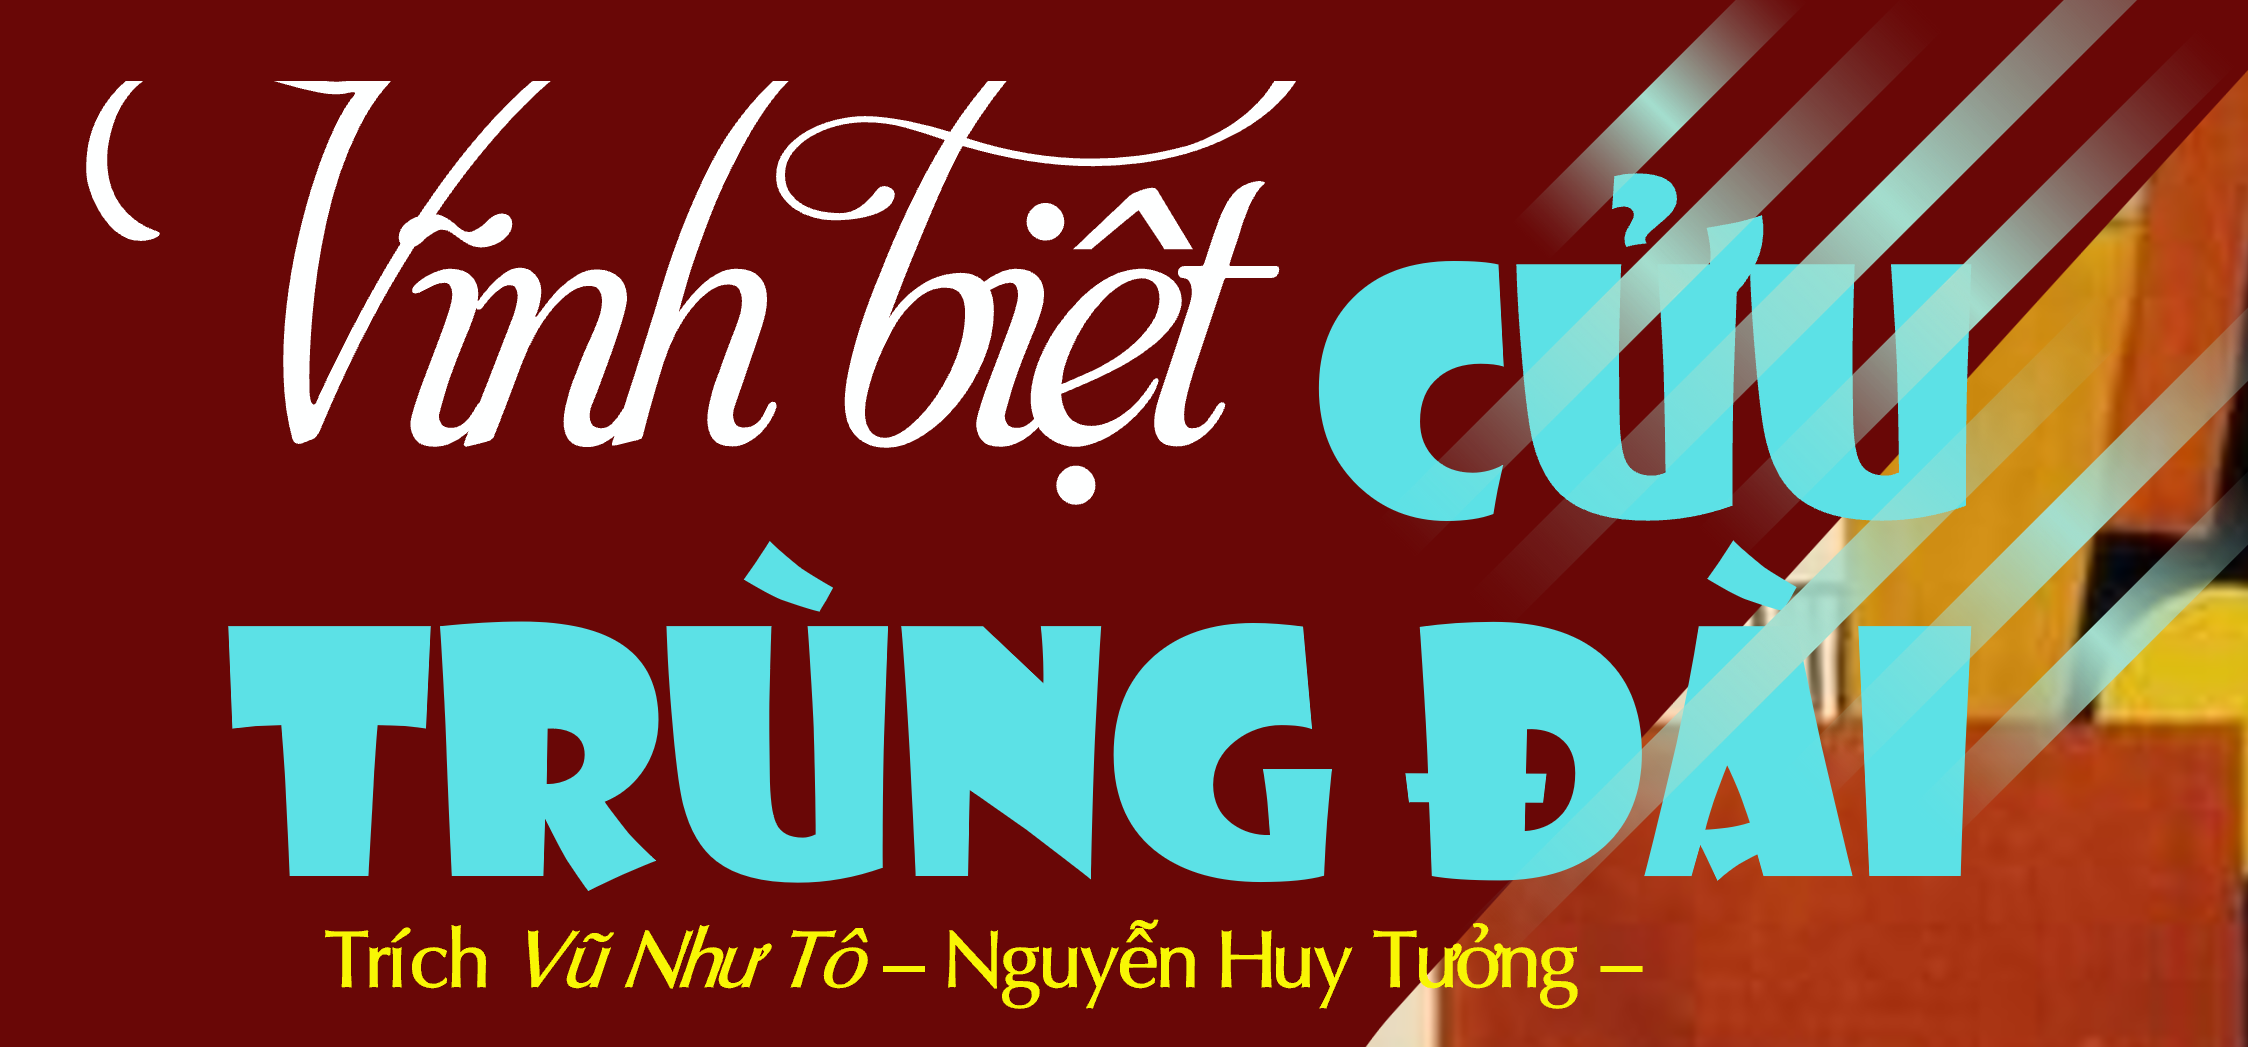 Vĩnh biệt CỬU
TRÙNG ĐÀI
Trích Vũ Như Tô – Nguyễn Huy Tưởng –